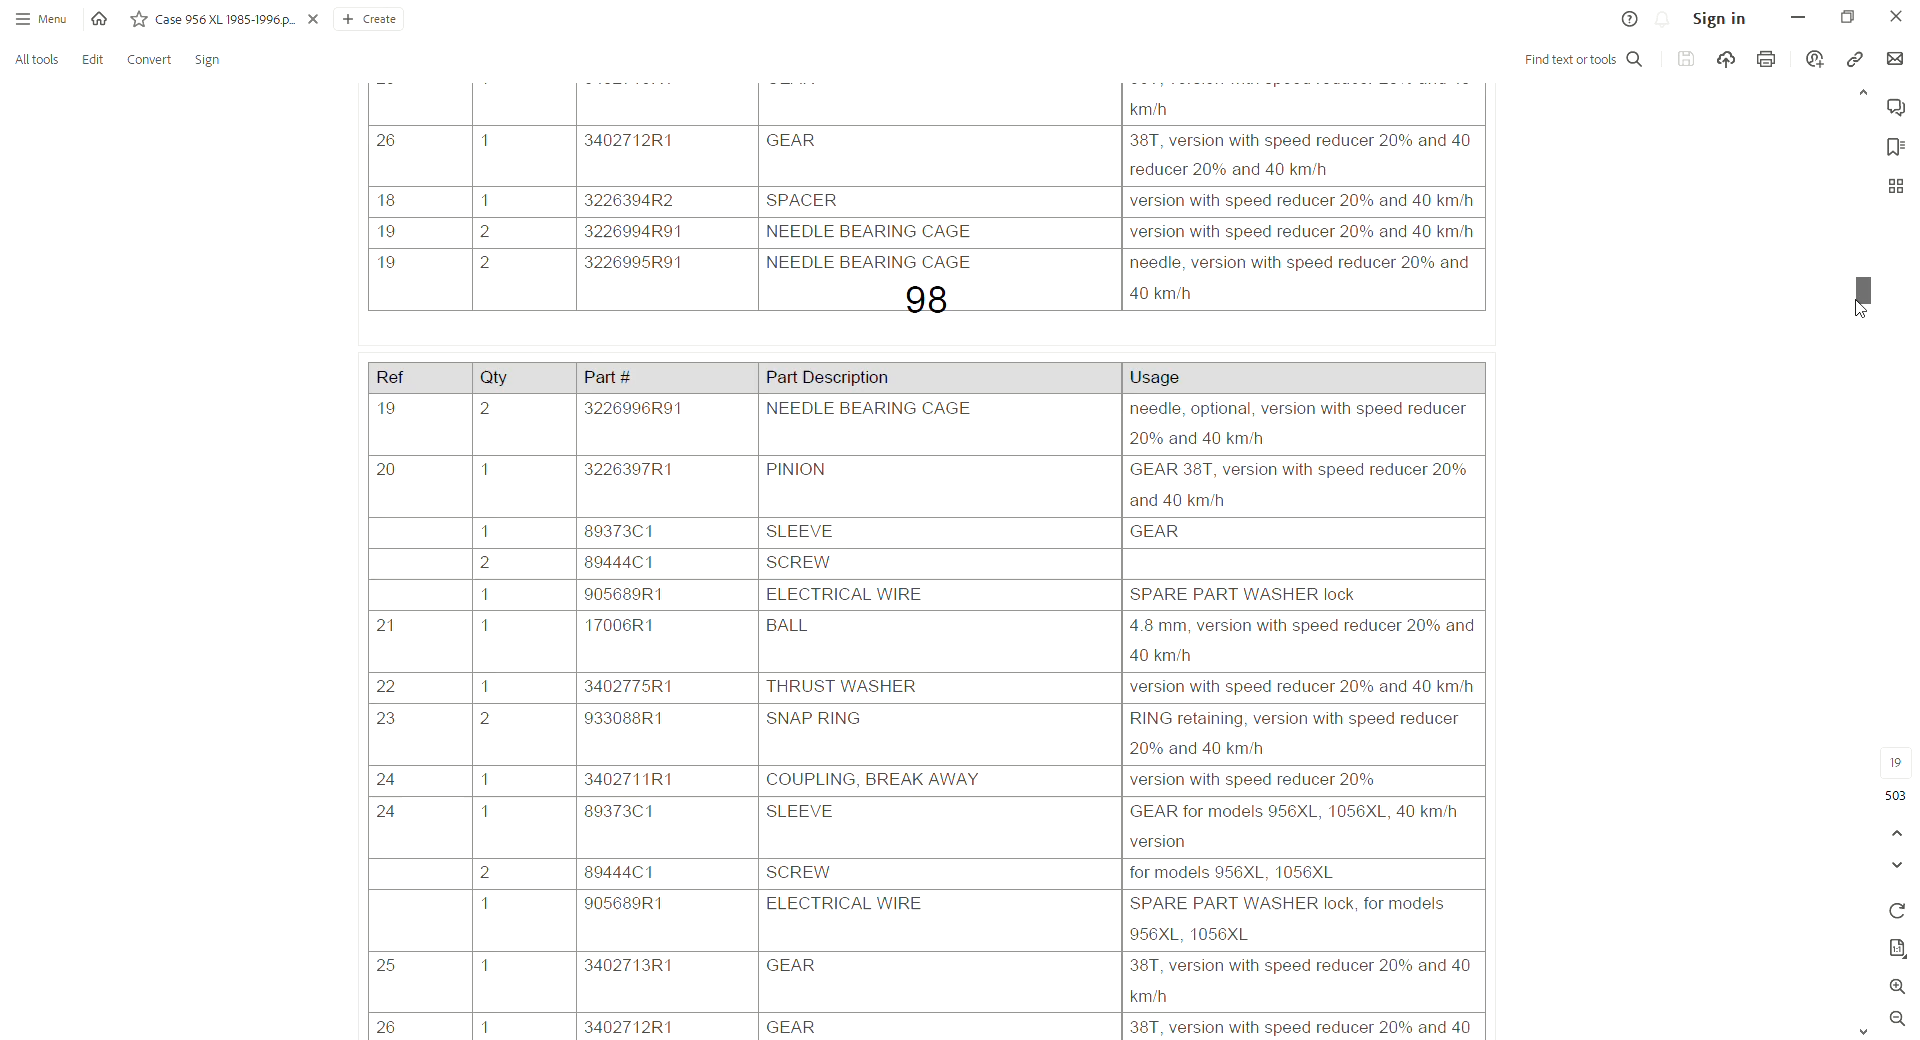 Menu
Case 956 XL 1985-1996.p...
Create
Sign in
All tools
Edit
Convert
Sign
Find text or tools
km/h
26 1 3402712R1 GEAR 38T, version with speed reducer 20% and 40
reducer 20% and 40 km/h
18 1 3226394R2 SPACER version with speed reducer 20% and 40 km/h
19 2 3226994R91 NEEDLE BEARING CAGE version with speed reducer 20% and 40 km/h
19 2 3226995R91 NEEDLE BEARING CAGE needle, version with speed reducer 20% and
40 km/h
98
Ref Qty Part # Part Description Usage
19 2 3226996R91 NEEDLE BEARING CAGE needle, optional, version with speed reducer
20% and 40 km/h
20 1 3226397R1 PINION GEAR 38T, version with speed reducer 20%
and 40 km/h
1 89373C1 SLEEVE GEAR
2 89444C1 SCREW
1 905689R1 ELECTRICAL WIRE SPARE PART WASHER lock
21 1 17006R1 BALL 4.8 mm, version with speed reducer 20% and
40 km/h
22 1 3402775R1 THRUST WASHER version with speed reducer 20% and 40 km/h
23 2 933088R1 SNAP RING RING retaining, version with speed reducer
20% and 40 km/h
24 1 3402711R1 COUPLING, BREAK AWAY version with speed reducer 20%
24 1 89373C1 SLEEVE GEAR for models 956XL, 1056XL, 40 km/h
version
2 89444C1 SCREW for models 956XL, 1056XL
1 905689R1 ELECTRICAL WIRE SPARE PART WASHER lock, for models
956XL, 1056XL
25 1 3402713R1 GEAR 38T, version with speed reducer 20% and 40
km/h
26 1 3402712R1 GEAR 38T, version with speed reducer 20% and 40
19
503